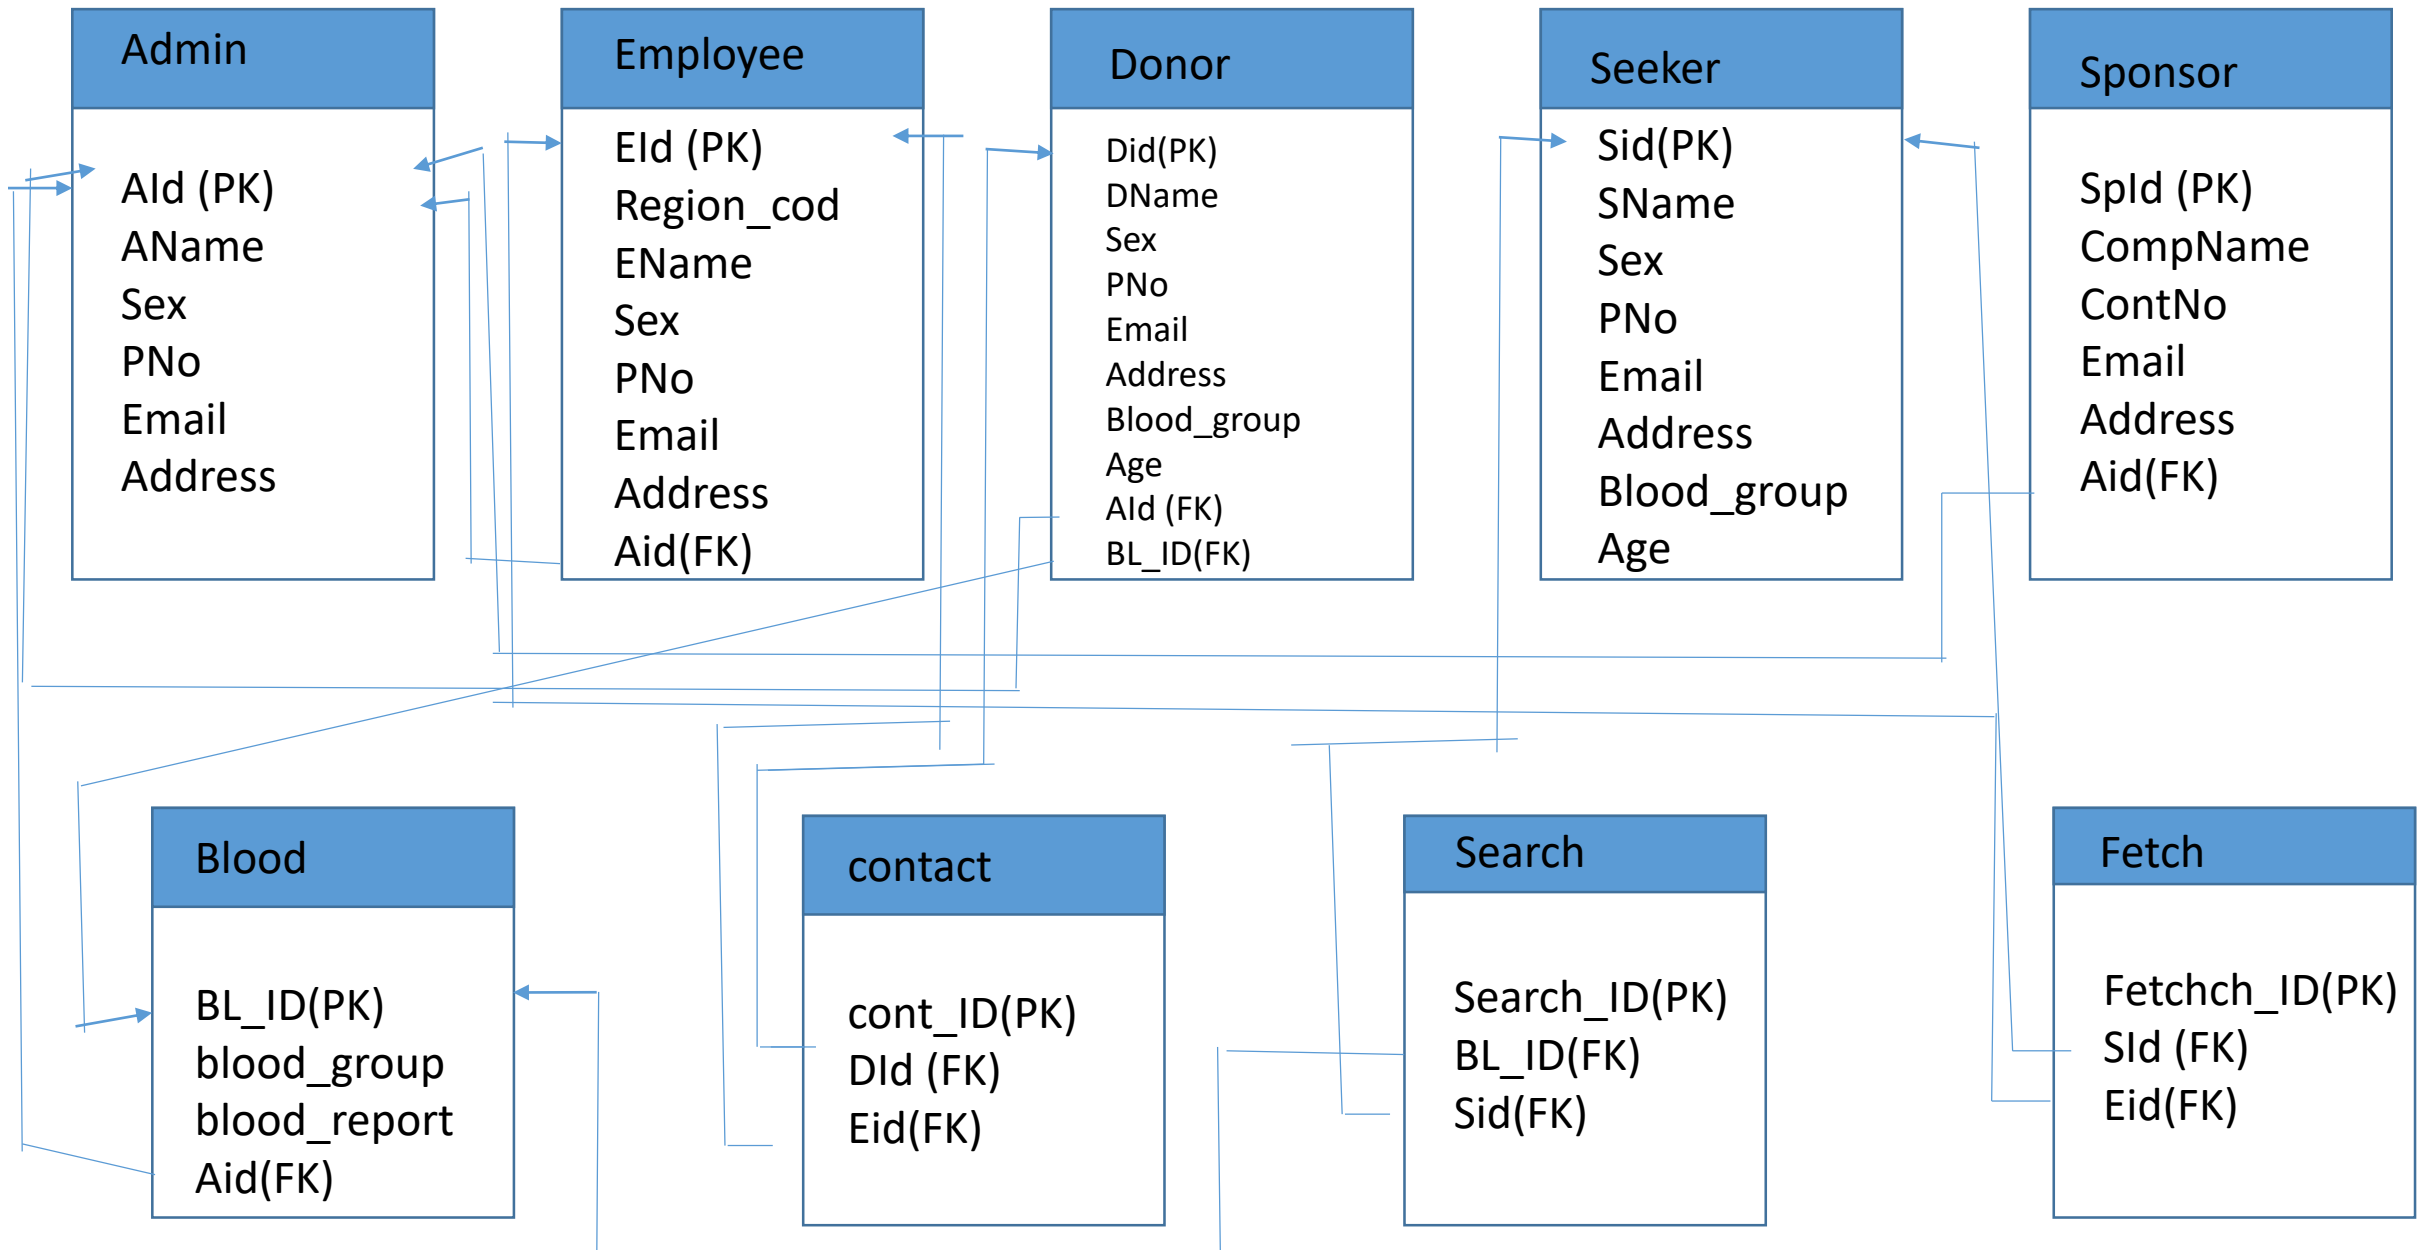 Admin
AId (PK)
AName
Sex
PNo
Email
Address
Employee
EId (PK)
Region_cod
EName
Sex
PNo
Email
Address
Aid(FK)
Donor
Did(PK)
DName
Sex
PNo
Email
Address
Blood_group
Age
AId (FK)
BL_ID(FK)
Seeker
Sid(PK)
SName
Sex
PNo
Email
Address
Blood_group
Age
Sponsor
SpId (PK)
CompName
ContNo
Email
Address
Aid(FK)
Blood
BL_ID(PK)
blood_group
blood_report
Aid(FK)
contact
cont_ID(PK)
DId (FK)
Eid(FK)
Search
Search_ID(PK)
BL_ID(FK)
Sid(FK)
Fetch
Fetchch_ID(PK)
SId (FK)
Eid(FK)